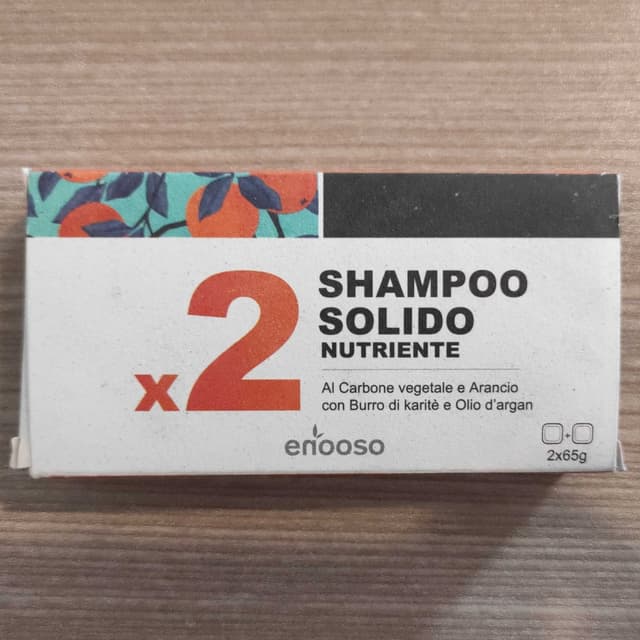 x2
SHAMPOO
SOLIDO
NUTRIENTE
Al Carbone vegetale e Arancio
con Burro di karitè e Olio d'argan
enooso
+
2x65g